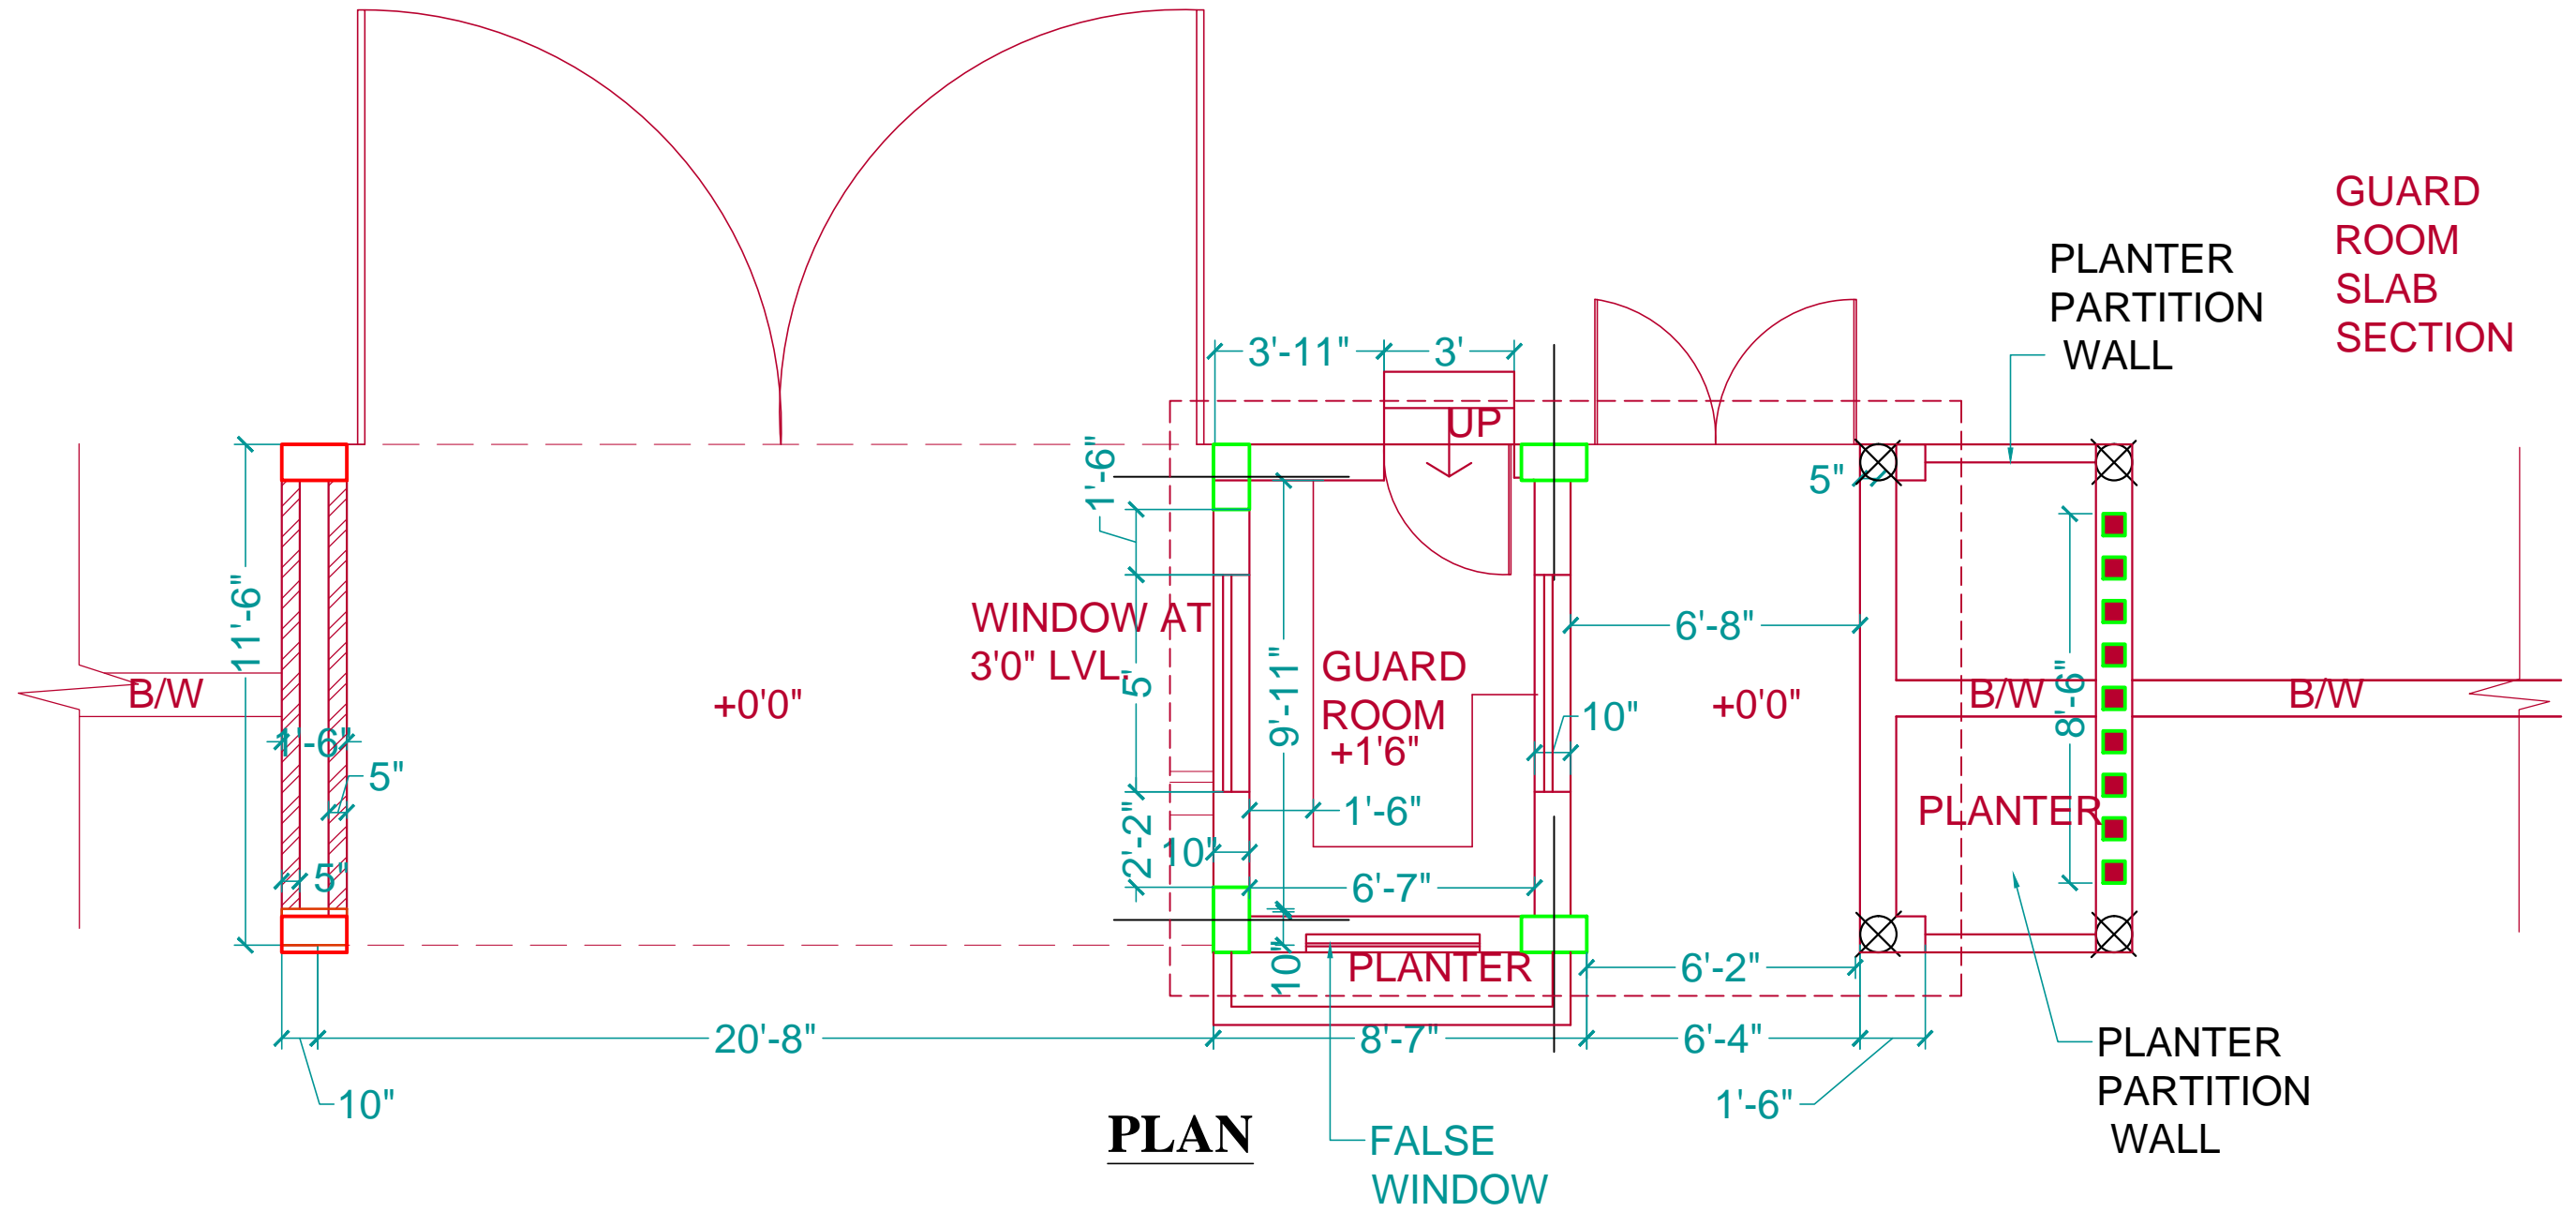 GUARD
ROOM
SLAB
SECTION
PLANTER
PARTITION
WALL
3'-11"
3'
UP
1'-6"
5"
11'-6"
WINDOW AT
3'0" LVL.
5'
9'-11"
GUARD
ROOM
+1'6"
6'-8"
10"
+0'0"
+0'0"
B/W
B/W
B/W
8'-6"
1'-6"
5"
5"
2'-2"
10"
1'-6"
6'-7"
PLANTER
10"
PLANTER
6'-2"
20'-8"
8'-7"
6'-4"
1'-6"
10"
PLANTER
PARTITION
WALL
PLAN
FALSE
WINDOW